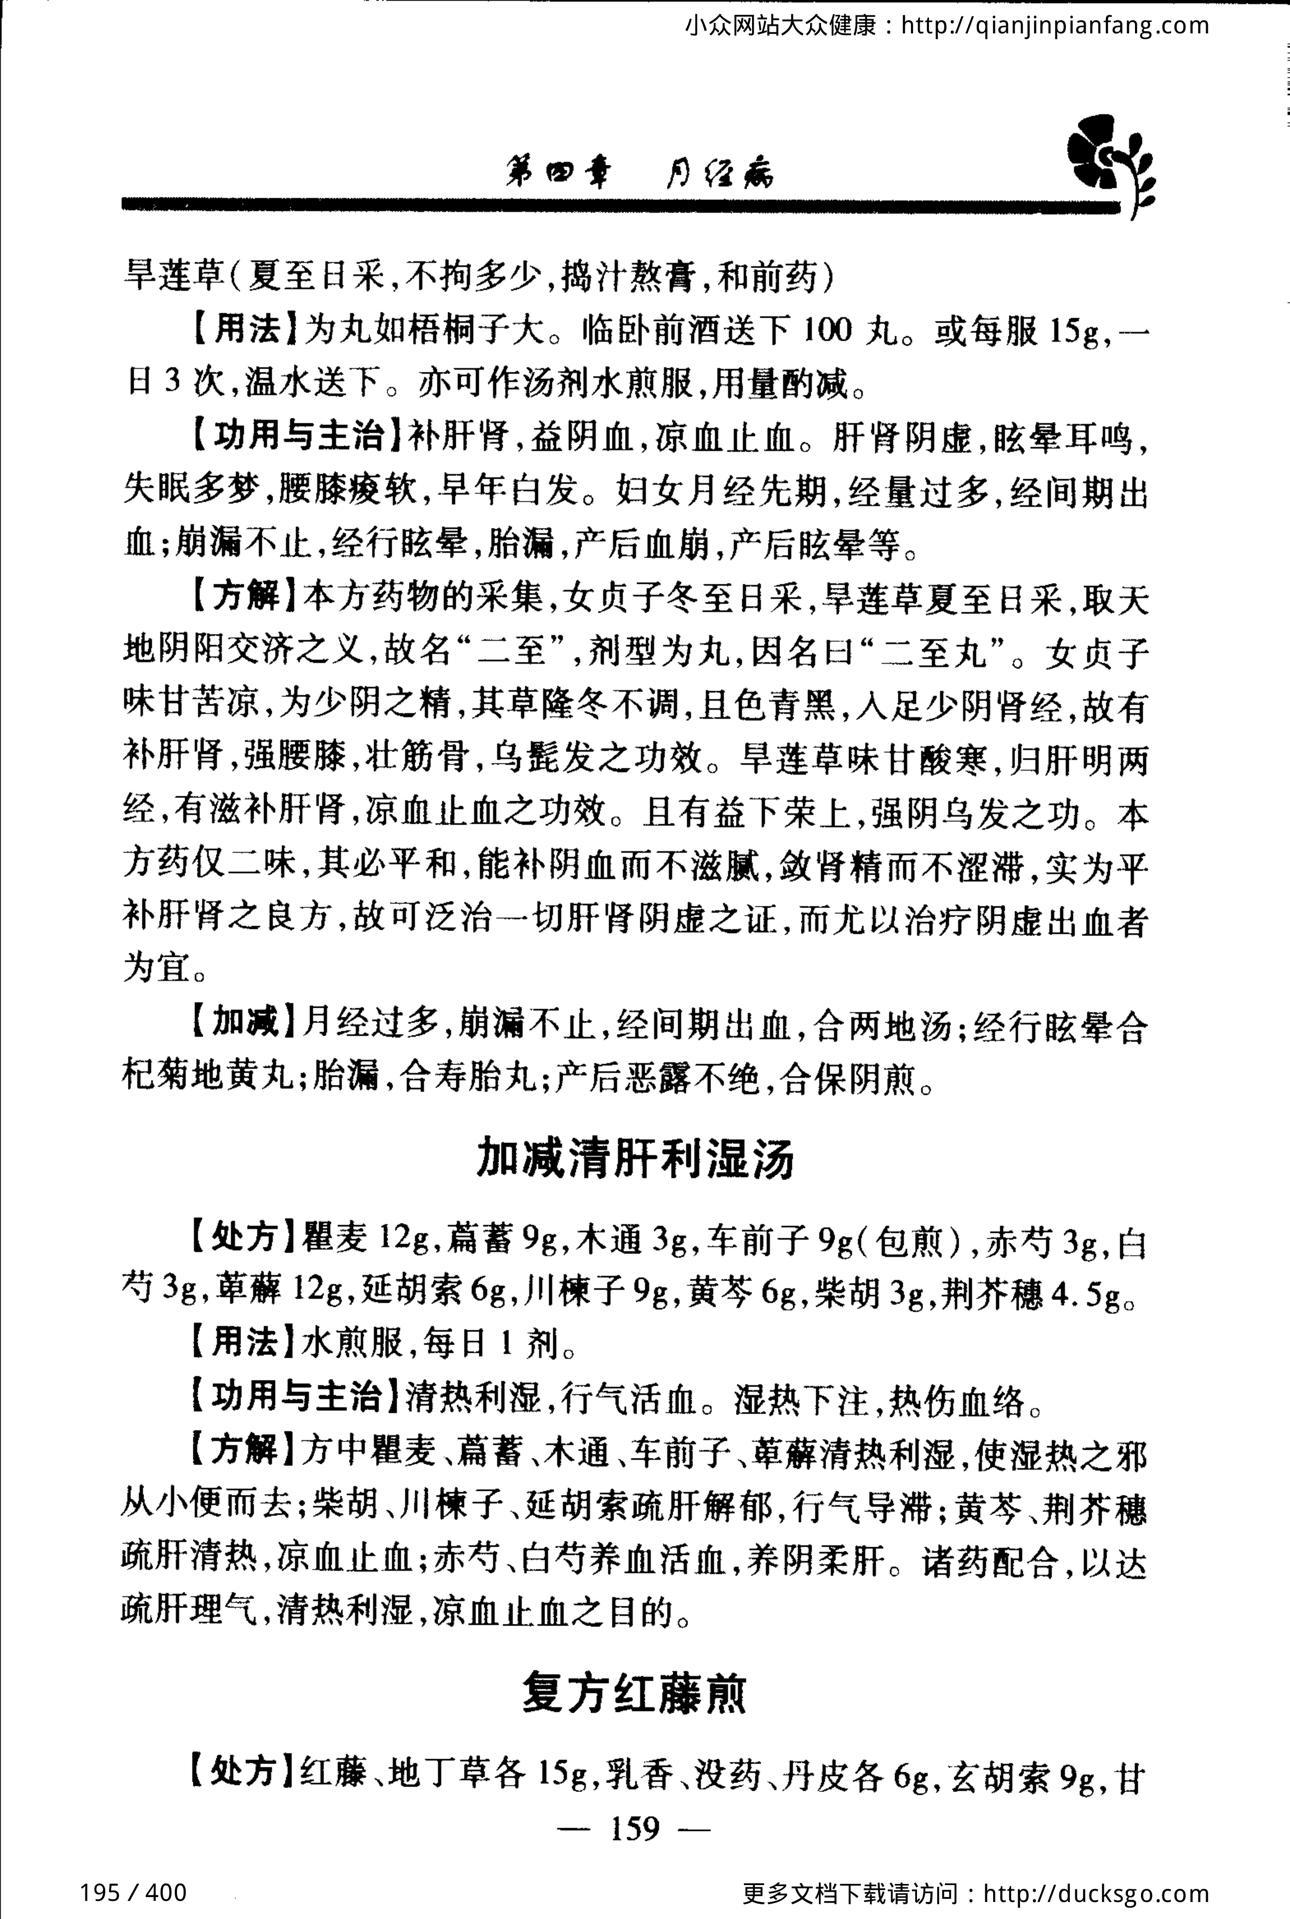 小众网站大众健康：http://qianjinpianfang.com
第四章 月经病
旱莲草(夏至日采,不拘多少,捣汁熬膏,和前药)
【用法】为丸如梧桐子大。临卧前酒送下 100 丸。或每服 15g,一
日 3 次,温水送下。亦可作汤剂水煎服,用量酌减。
【功用与主治】补肝肾,益阴血,凉血止血。肝肾阴虚,眩晕耳鸣,
失眠多梦,腰膝痠软,早年白发。妇女月经先期,经量过多,经间期出
血;崩漏不止,经行眩晕,胎漏,产后血崩,产后眩晕等。
【方解】本方药物的采集,女贞子冬至日采,旱莲草夏至日采,取天
地阴阳交济之义,故名“二至”,剂型为丸,因名曰“二至丸”。女贞子
味甘苦凉,为少阴之精,其草隆冬不调,且色青黑,入足少阴肾经,故有
补肝肾,强腰膝,壮筋骨,乌髭发之功效。旱莲草味甘酸寒,归肝明两
经,有滋补肝肾,凉血止血之功效。且有益下荣上,强阴乌发之功。本
方药仅二味,其必平和,能补阴血而不滋腻,敛肾精而不涩滞,实为平
补肝肾之良方,故可泛治一切肝肾阴虚之证,而尤以治疗阴虚出血者
为宜。
【加减】月经过多,崩漏不止,经间期出血,合两地汤;经行眩晕合
杞菊地黄丸;胎漏,合寿胎丸;产后恶露不绝,合保阴煎。
加减清肝利湿汤
【处方】瞿麦 12g,萹蓄 9g,木通 3g,车前子 9g(包煎),赤芍 3g,白
芍 3g,萆薢 12g,延胡索 6g,川楝子 9g,黄芩 6g,柴胡 3g,荆芥穗 4.5g。
【用法】水煎服,每日 1 剂。
【功用与主治】清热利湿,行气活血。湿热下注,热伤血络。
【方解】方中瞿麦、萹蓄、木通、车前子、萆薢清热利湿,使湿热之邪
从小便而去;柴胡、川楝子、延胡索疏肝解郁,行气导滞;黄芩、荆芥穗
疏肝清热,凉血止血;赤芍、白芍养血活血,养阴柔肝。诸药配合,以达
疏肝理气,清热利湿,凉血止血之目的。
复方红藤煎
【处方】红藤、地丁草各 15g,乳香、没药、丹皮各 6g,玄胡索 9g,甘
— 159 —
195 / 400
更多文档下载请访问：http://ducksgo.com